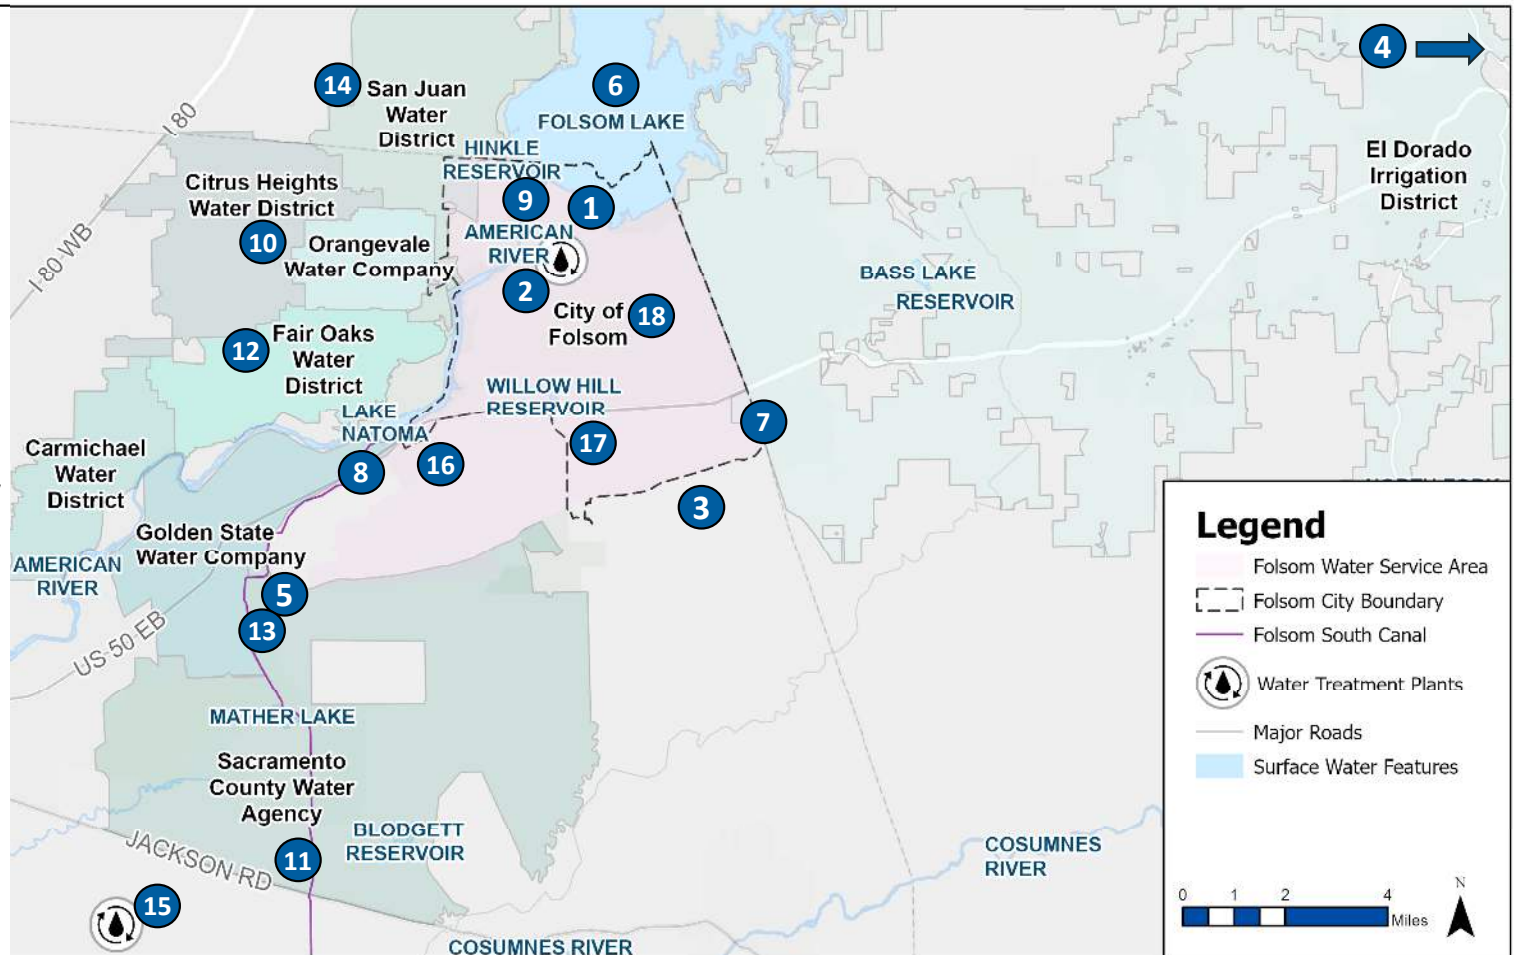 4
14
San Juan
Water
District
6
FOLSOM LAKE
I 80
HINKLE
RESERVOIR
El Dorado
Irrigation
District
Citrus Heights
Water District
9
1
10
Orangevale
Water Company
AMERICAN
RIVER
I-80-WB
2
BASS LAKE
RESERVOIR
City of
Folsom
18
12
Fair Oaks
Water
District
WILLOW HILL
RESERVOIR
LAKE
NATOMA
7
17
16
8
Carmichael
Water
District
3
Golden State
Water Company
AMERICAN
RIVER
5
13
US-50-EB
MATHER LAKE
Sacramento
County Water
Agency
BLODGETT
RESERVOIR
JACKSON-RD
11
15
COSUMNES
RIVER
COSUMNES RIVER
Legend
Folsom Water Service Area
Folsom City Boundary
Folsom South Canal
Water Treatment Plants
Major Roads
Surface Water Features
0 1 2 4
Miles
N